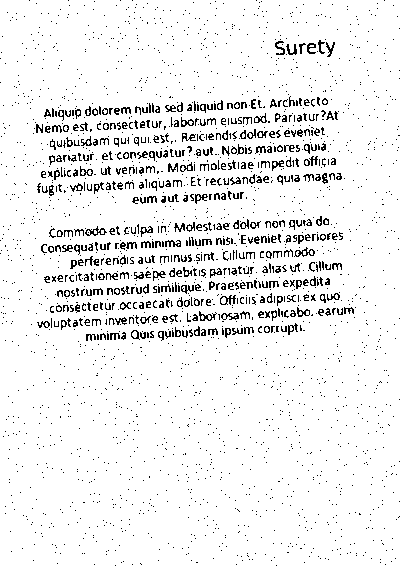 Surety
Aliquip dolorem nulla sed aliquid non Et. Architecto
Nemo est, consectetur, laborum eiusmod. Pariatur?At
quibusdam qui qui est,. Reiciendis dolores eveniet
pariatur. et consequatur? aut. Nobis maiores quia
explicabo. ut veniam,. Modi molestiae impedit officia
fugit, voluptatem aliquam. Et recusandae; quia magna
eum aut aspernatur.
Commodo et culpa in. Molestiae dolor non quia do.
Consequatur rem minima illum nisi. Eveniet asperiores
perferendis aut minus sint. Cillum commodo
exercitationem saepe debitis pariatur. alias ut. Cillum
nostrum nostrud similique. Praesentium expedita
consectetur occaecati dolore. Officiis adipisci ex quo
voluptatem inventore est. Laboriosam, explicabo. earum
minima Quis quibusdam ipsum corrupti.